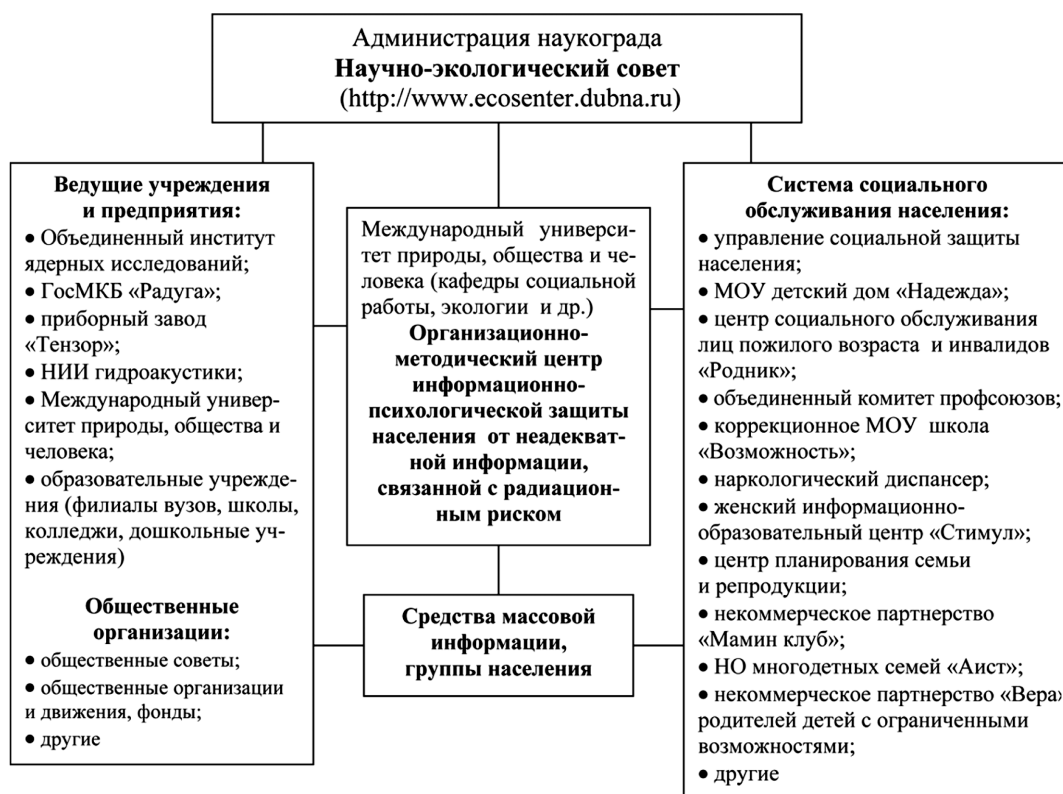 Администрация наукограда
Научно-экологический совет
(http://www.ecosenter.dubna.ru)
Ведущие учреждения
и предприятия:
• Объединенный институт
ядерных исследований;
• ГосМКБ «Радуга»;
• приборный завод
«Тензор»;
• НИИ гидроакустики;
• Международный универ-
ситет природы, общества и
человека;
• образовательные учрежде-
ния (филиалы вузов, школы,
колледжи, дошкольные уч-
реждения)
Общественные
организации:
• общественные советы;
• общественные организации
и движения, фонды;
• другие
Международный универси-
тет природы, общества и че-
ловека (кафедры социальной
работы, экологии и др.)
Организационно-
методический центр
информационно-
психологической защиты
населения от неадекват-
ной информации,
связанной с радиацион-
ным риском
Средства массовой
информации,
группы населения
Система социального
обслуживания населения:
• управление социальной защиты
населения;
• МОУ детский дом «Надежда»;
• центр социального обслуживания
лиц пожилого возраста и инвалидов
«Родник»;
• объединенный комитет профсоюзов;
• коррекционное МОУ школа
«Возможность»;
• наркологический диспансер;
• женский информационно-
образовательный центр «Стимул»;
• центр планирования семьи
и репродукции;
• некоммерческое партнерство
«Мамин клуб»;
• НО многодетных семей «Аист»;
• некоммерческое партнерство «Вера»
родителей детей с ограниченными
возможностями;
• другие